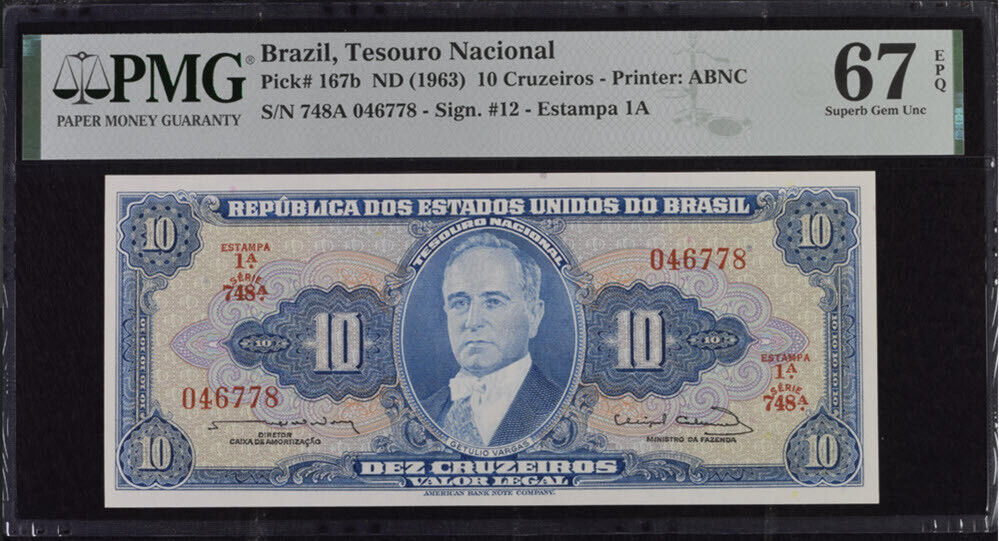 PMG®
PAPER MONEY GUARANTY
Brazil, Tesouro Nacional
Pick# 167b ND (1963) 10 Cruzeiros - Printer: ABNC
S/N 748A 046778 - Sign. #12 - Estampa 1A
67
EPQ
Superb Gem Unc
10
REPÚBLICA DOS ESTADOS UNIDOS DO BRASIL
10
TESOURO NACIONAL
ESTAMPA
1A.
SÉRIE
748A.
046778
10
10
10
10
ESTAMPA
1A.
SÉRIE
748A.
046778
DIRETOR
CAIXA DE AMORTIZAÇÃO
GETULIO VARGAS
MINISTRO DA FAZENDA
10
DEZ CRUZEIROS
VALOR LEGAL
10
AMERICAN BANK NOTE COMPANY.